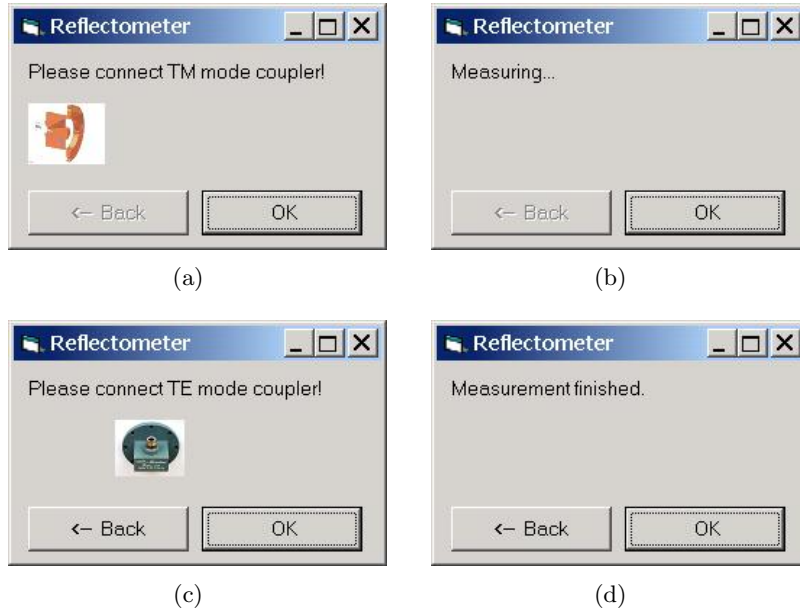 Reflectometer
Please connect TM mode coupler!
<– Back
OK
(a)
Reflectometer
Measuring...
<– Back
OK
(b)
Reflectometer
Please connect TE mode coupler!
<– Back
OK
(c)
Reflectometer
Measurement finished.
<– Back
OK
(d)